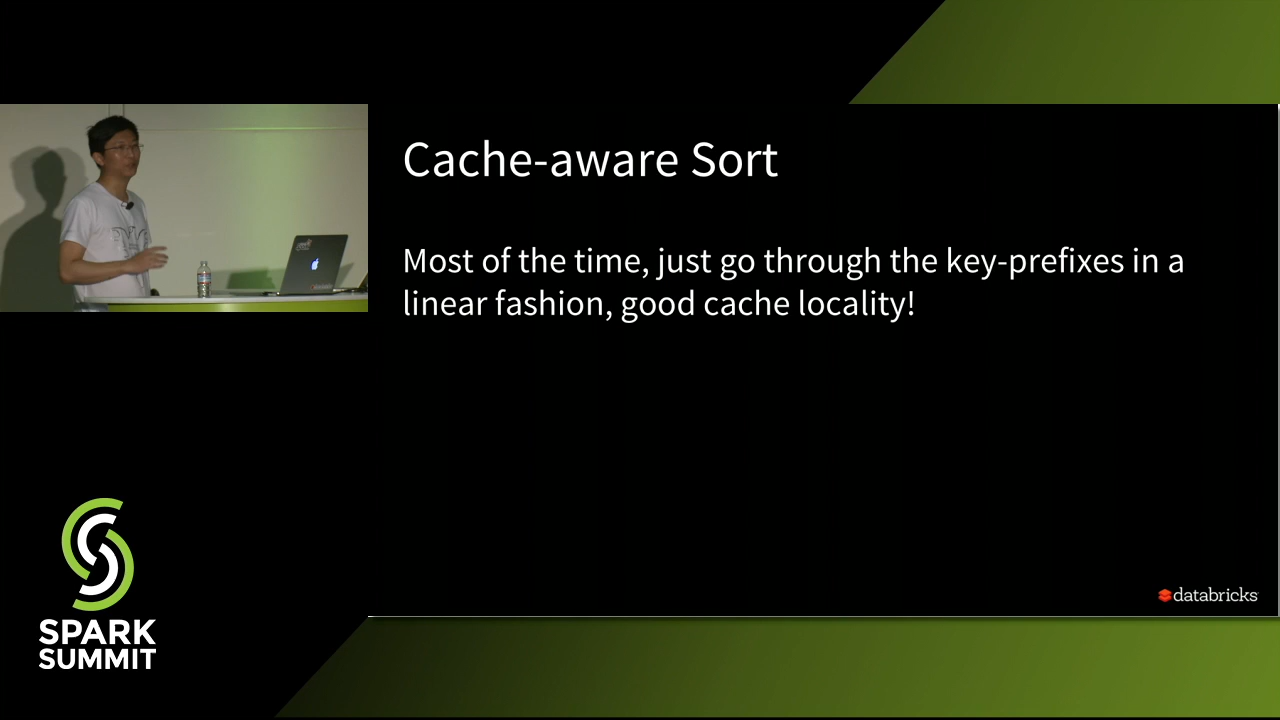 Cache-aware Sort
Most of the time, just go through the key-prefixes in a
linear fashion, good cache locality!
databricks
SPARK
SUMMIT